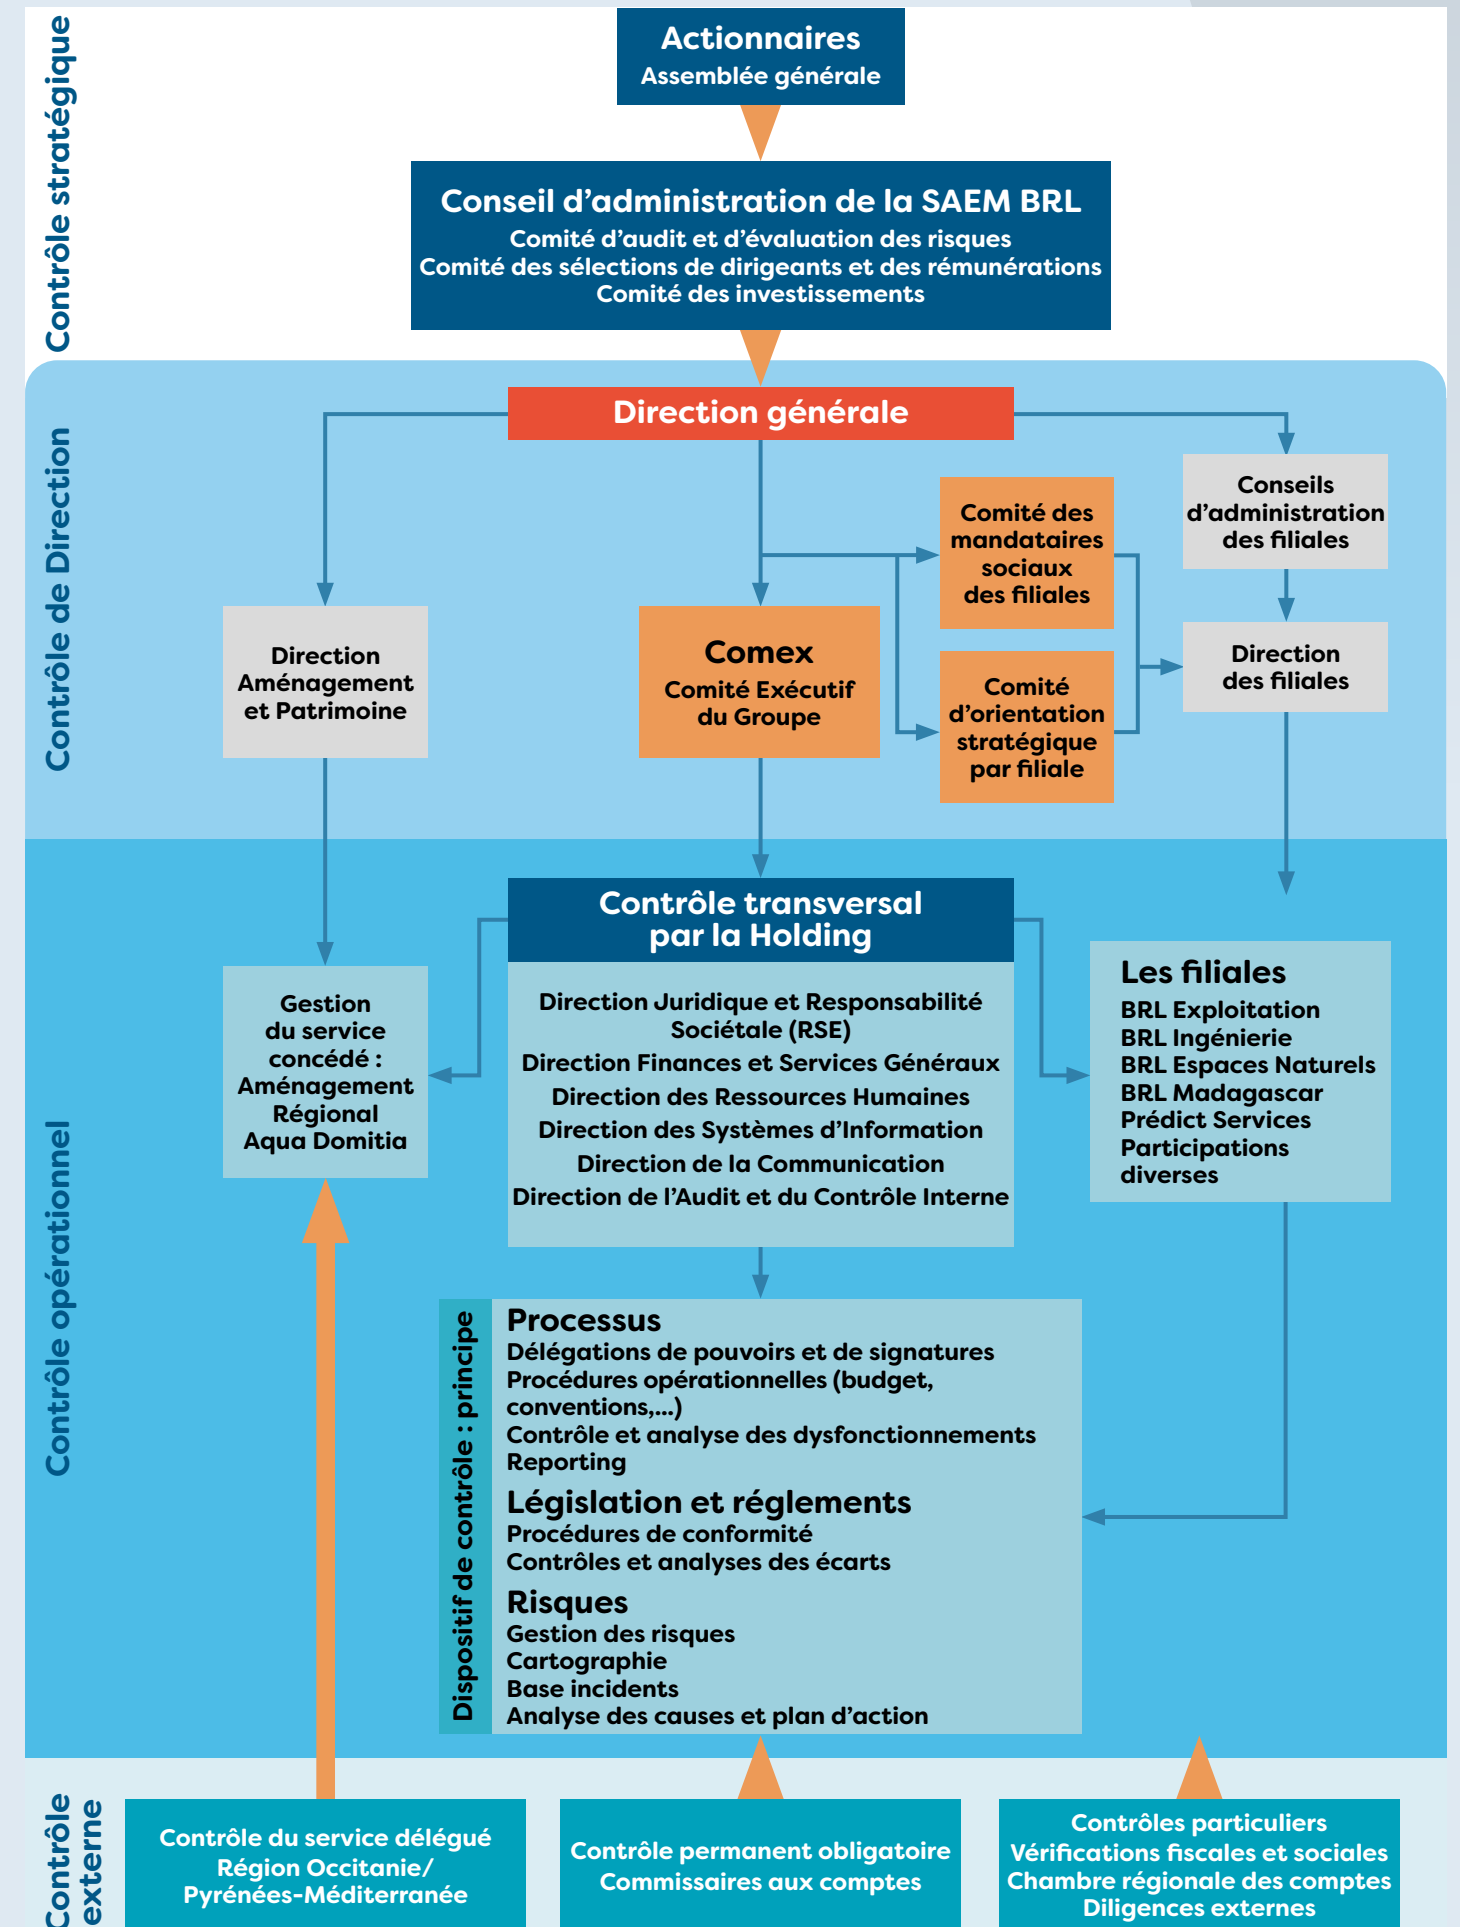 Contrôle stratégique
Actionnaires
Assemblée générale
Conseil d'administration de la SAEM BRL
Comité d'audit et d'évaluation des risques
Comité des sélections de dirigeants et des rémunérations
Comité des investissements
Contrôle de Direction
Direction générale
Direction
Aménagement
et Patrimoine
Comex
Comité Exécutif
du Groupe
Comité des
mandataires
sociaux
des filiales
Comité
d'orientation
stratégique
par filiale
Conseils
d'administration
des filiales
Direction
des filiales
Contrôle opérationnel
Contrôle transversal
par la Holding
Direction Juridique et Responsabilité
Sociétale (RSE)
Direction Finances et Services Généraux
Direction des Ressources Humaines
Direction des Systèmes d'Information
Direction de la Communication
Direction de l'Audit et du Contrôle Interne
Gestion
du service
concédé :
Aménagement
Régional
Aqua Domitia
Les filiales
BRL Exploitation
BRL Ingénierie
BRL Espaces Naturels
BRL Madagascar
Prédict Services
Participations
diverses
Dispositif de contrôle : principe
Processus
Délégations de pouvoirs et de signatures
Procédures opérationnelles (budget,
conventions,...)
Contrôle et analyse des dysfonctionnements
Reporting
Législation et réglements
Procédures de conformité
Contrôles et analyses des écarts
Risques
Gestion des risques
Cartographie
Base incidents
Analyse des causes et plan d'action
Contrôle
externe
Contrôle du service délégué
Région Occitanie/
Pyrénées-Méditerranée
Contrôle permanent obligatoire
Commissaires aux comptes
Contrôles particuliers
Vérifications fiscales et sociales
Chambre régionale des comptes
Diligences externes